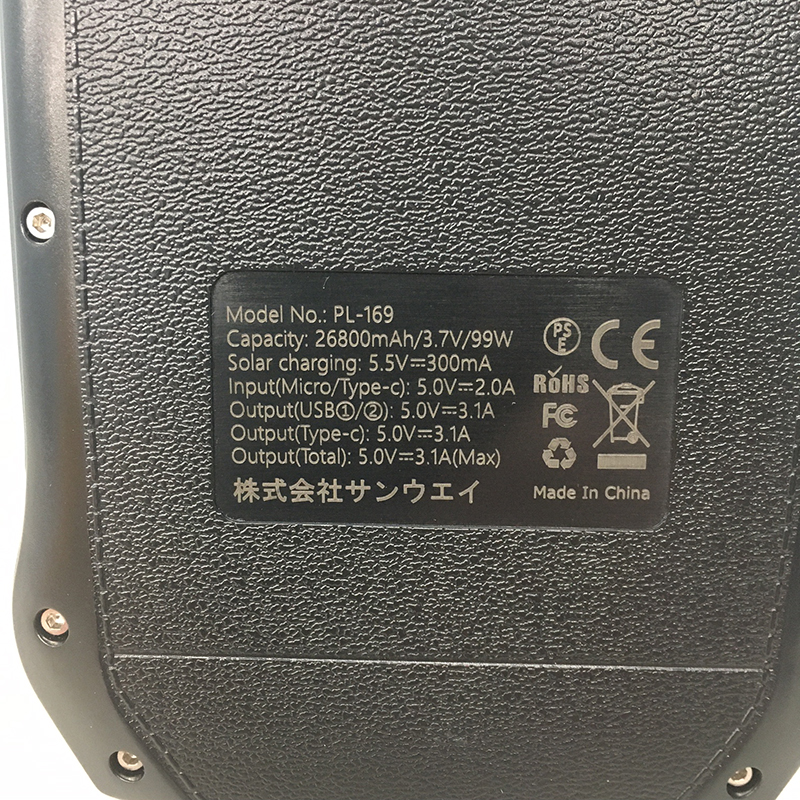 Model No.: PL-169
Capacity: 26800mAh/3.7V/99W
Solar charging: 5.5V⎓300mA
Input(Micro/Type-c): 5.0V⎓2.0A
Output(USB①/②): 5.0V⎓3.1A
Output(Type-c): 5.0V⎓3.1A
Output(Total): 5.0V⎓3.1A(Max)
株式会社サンウエイ
PS
E
CE
RoHS
FC
Made In China